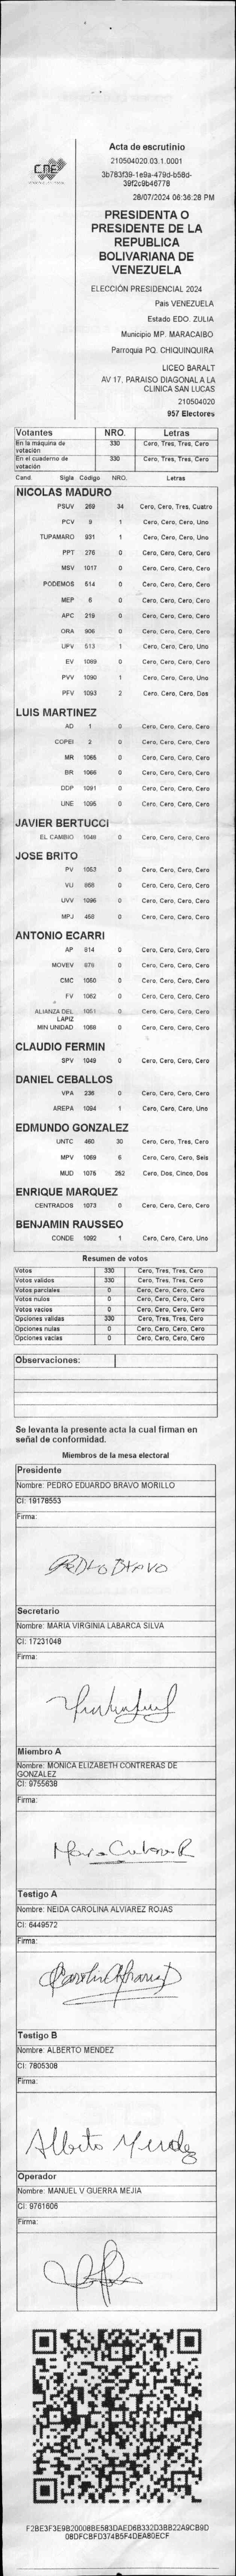 CNE
Acta de escrutinio
210504020.03.1.0001
3b783f39-1e9a-479d-b58d-
39f2c9b46778
28/07/2024 06:36:28 PM
PRESIDENTA O
PRESIDENTE DE LA
REPUBLICA
BOLIVARIANA DE
VENEZUELA
ELECCIÓN PRESIDENCIAL 2024
Pais VENEZUELA
Estado EDO. ZULIA
Municipio MP. MARACAIBO
Parroquia PQ. CHIQUINQUIRA
LICEO BARALT
AV 17, PARAISO DIAGONAL A LA
CLINICA SAN LUCAS
210504020
957 Electores
Votantes NRO. Letras
En la máquina de votación 330 Cero, Tres, Tres, Cero
En el cuaderno de votación 330 Cero, Tres, Tres, Cero
Cand. Sigla Codigo NRO. Letras
NICOLAS MADURO
PSUV 269 34 Cero, Cero, Tres, Cuatro
PCV 9 1 Cero, Cero, Cero, Uno
TUPAMARO 931 1 Cero, Cero, Cero, Uno
PPT 276 0 Cero, Cero, Cero, Cero
MSV 1017 0 Cero, Cero, Cero, Cero
PODEMOS 514 0 Cero, Cero, Cero, Cero
MEP 6 0 Cero, Cero, Cero, Cero
APC 219 0 Cero, Cero, Cero, Cero
ORA 906 0 Cero, Cero, Cero, Cero
UPV 513 1 Cero, Cero, Cero, Uno
EV 1089 0 Cero, Cero, Cero, Cero
PVV 1090 1 Cero, Cero, Cero, Uno
PFV 1093 2 Cero, Cero, Cero, Dos
LUIS MARTINEZ
AD 1 0 Cero, Cero, Cero, Cero
COPEI 2 0 Cero, Cero, Cero, Cero
MR 1065 0 Cero, Cero, Cero, Cero
BR 1066 0 Cero, Cero, Cero, Cero
DDP 1091 0 Cero, Cero, Cero, Cero
UNE 1095 0 Cero, Cero, Cero, Cero
JAVIER BERTUCCI
EL CAMBIO 1048 0 Cero, Cero, Cero, Cero
JOSE BRITO
PV 1053 0 Cero, Cero, Cero, Cero
VU 868 0 Cero, Cero, Cero, Cero
UVV 1096 0 Cero, Cero, Cero, Cero
MPJ 468 0 Cero, Cero, Cero, Cero
ANTONIO ECARRI
AP 914 0 Cero, Cero, Cero, Cero
MOVEV 878 0 Cero, Cero, Cero, Cero
CMC 1050 0 Cero, Cero, Cero, Cero
FV 1062 0 Cero, Cero, Cero, Cero
ALIANZA DEL LAPIZ 1051 0 Cero, Cero, Cero, Cero
MIN UNIDAD 1068 0 Cero, Cero, Cero, Cero
CLAUDIO FERMIN
SPV 1049 0 Cero, Cero, Cero, Cero
DANIEL CEBALLOS
VPA 236 0 Cero, Cero, Cero, Cero
AREPA 1094 1 Cero, Cero, Cero, Uno
EDMUNDO GONZALEZ
UNTC 460 30 Cero, Cero, Tres, Cero
MPV 1069 6 Cero, Cero, Cero, Seis
MUD 1075 252 Cero, Dos, Cinco, Dos
ENRIQUE MARQUEZ
CENTRADOS 1073 0 Cero, Cero, Cero, Cero
BENJAMIN RAUSSEO
CONDE 1092 1 Cero, Cero, Cero, Uno
Resumen de votos
Votos 330 Cero, Tres, Tres, Cero
Votos validos 330 Cero, Tres, Tres, Cero
Votos parciales 0 Cero, Cero, Cero, Cero
Votos nulos 0 Cero, Cero, Cero, Cero
Votos vacios 0 Cero, Cero, Cero, Cero
Opciones validas 330 Cero, Tres, Tres, Cero
Opciones nulas 0 Cero, Cero, Cero, Cero
Opciones vacias 0 Cero, Cero, Cero, Cero
Observaciones:
Se levanta la presente acta la cual firman en
señal de conformidad.
Miembros de la mesa electoral
Presidente
Nombre: PEDRO EDUARDO BRAVO MORILLO
CI: 19178553
Firma:
PEDRO BRAVO
Secretario
Nombre: MARIA VIRGINIA LABARCA SILVA
CI: 17231048
Firma:
Miembro A
Nombre: MONICA ELIZABETH CONTRERAS DE
GONZALEZ
CI: 9755638
Firma:
Testigo A
Nombre: NEIDA CAROLINA ALVIAREZ ROJAS
CI: 6449572
Firma:
Testigo B
Nombre: ALBERTO MENDEZ
CI: 7805308
Firma:
Alberto Mendez
Operador
Nombre: MANUEL V GUERRA MEJIA
CI: 9761606
Firma:
F2BE3F3E9B20008BE583DAED6B332D3BB22A9CB9D
08DFCBFD374B5F4DEA80ECF